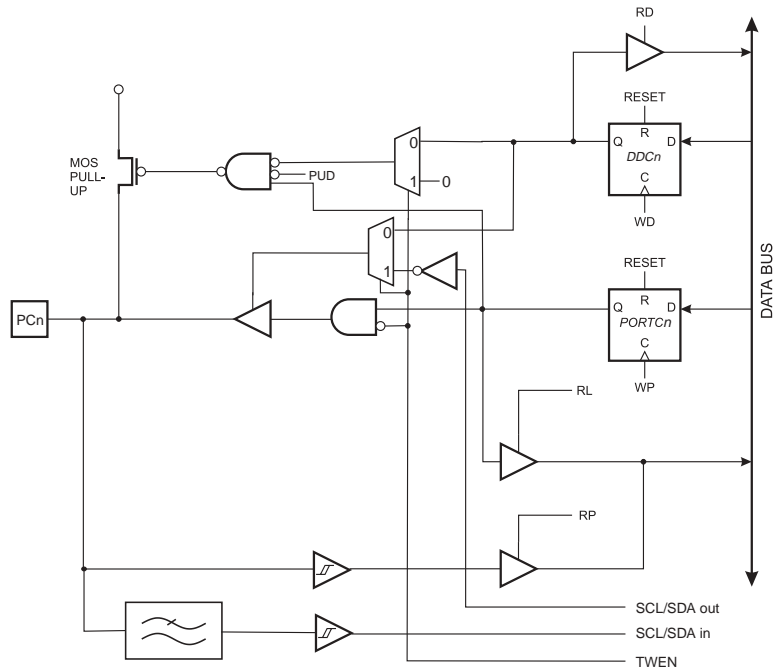 RD
RESET
R
Q
D
DDCn
C
WD
MOS
PULL-
UP
PUD
0
1
0
0
1
RESET
R
Q
D
PORTCn
C
WP
PCn
DATA BUS
RL
RP
SCL/SDA out
SCL/SDA in
TWEN